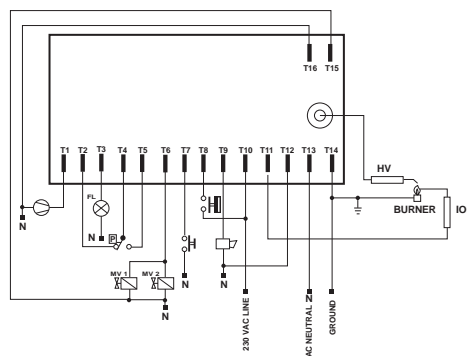 T16 T15
T1 T2 T3 T4 T5 T6 T7 T8 T9 T10 T11 T12 T13 T14
HV
FL
BURNER
IO
N
N
P
MV 1
MV 2
N
N
N
230 VAC LINE
AC NEUTRAL N
GROUND